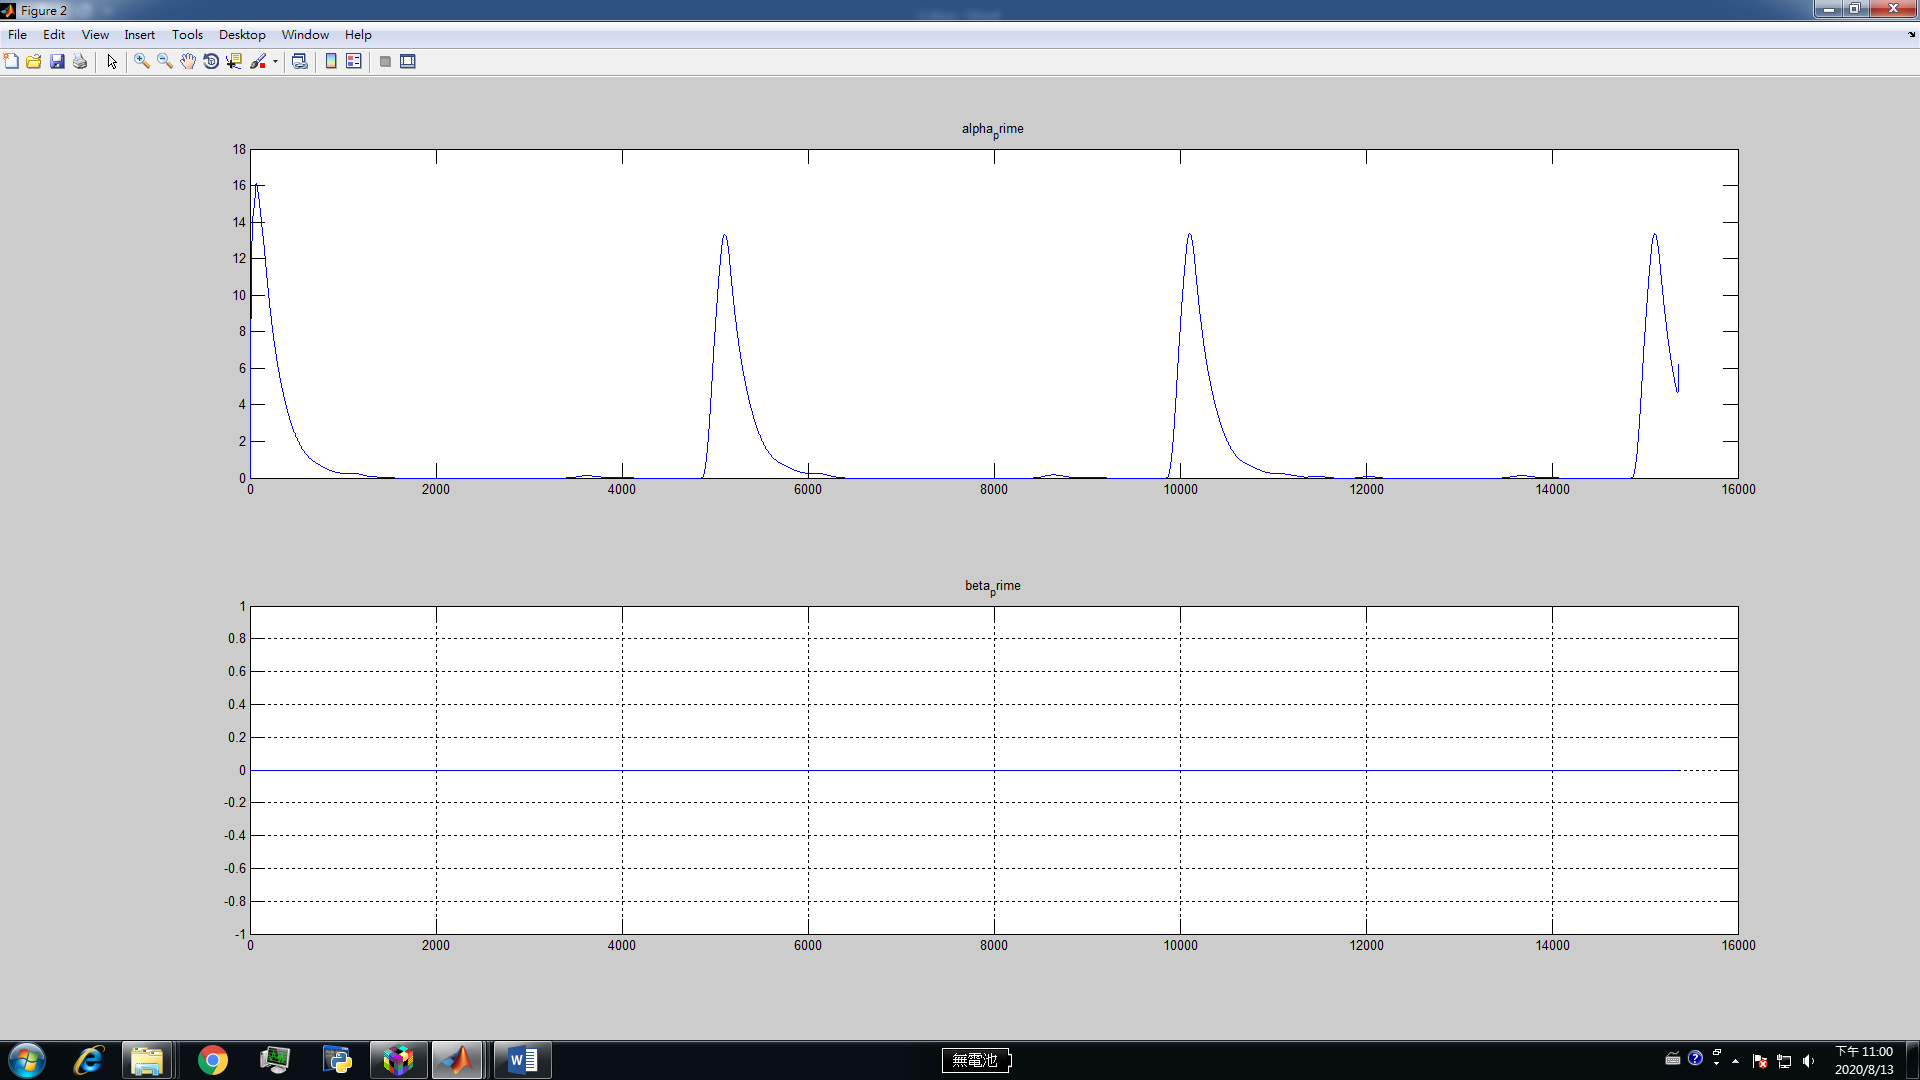 Figure 2
File Edit View Insert Tools Desktop Window Help
alpha_prime
18
16
14
12
10
8
6
4
2
0
0 2000 4000 6000 8000 10000 12000 14000 16000
beta_prime
1
0.8
0.6
0.4
0.2
0
-0.2
-0.4
-0.6
-0.8
-1
0 2000 4000 6000 8000 10000 12000 14000 16000
無電池
下午 11:00
2020/8/13